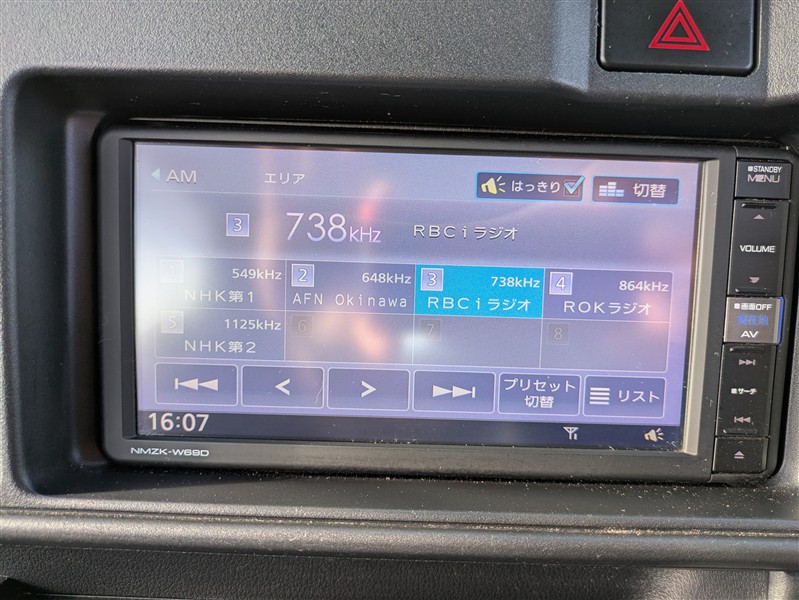 AM エリア はっきり 切替
3 738kHz RBCiラジオ
1 549kHz 2 648kHz 3 738kHz 4 864kHz
NHK第1 AFN Okinawa RBCiラジオ ROKラジオ
5 1125kHz 6 7 8
NHK第2
プリセット
切替
リスト
16:07
NMZK-W69D
STANDBY
MENU
VOLUME
画面OFF
現在地
AV
サーチ